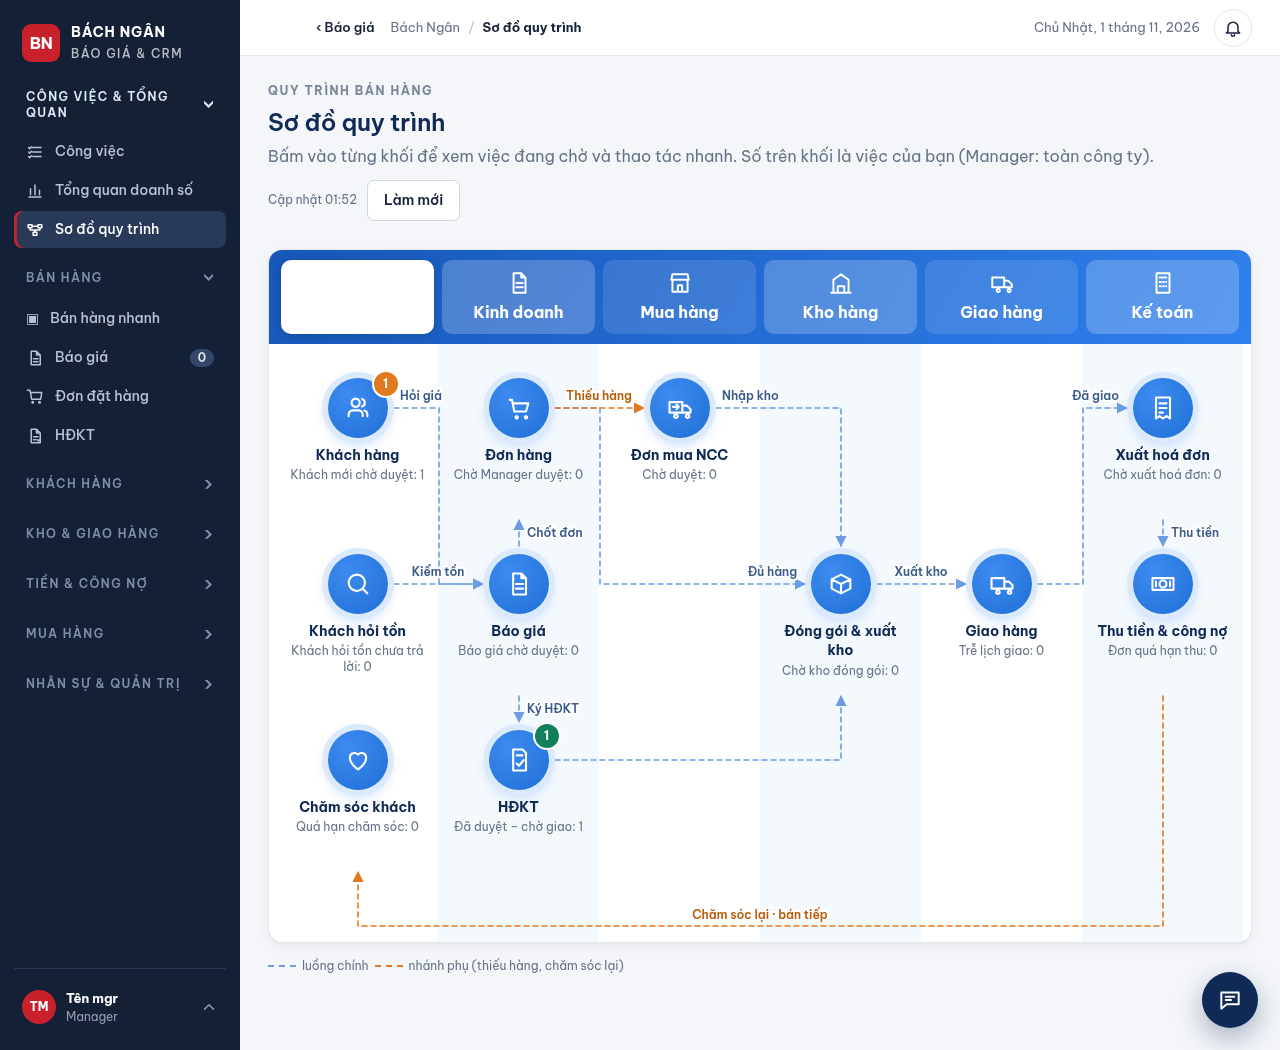 BN
BÁCH NGÂN
BÁO GIÁ & CRM
CÔNG VIỆC & TỔNG QUAN
Công việc
Tổng quan doanh số
Sơ đồ quy trình
BÁN HÀNG
Bán hàng nhanh
Báo giá 0
Đơn đặt hàng
HĐKT
KHÁCH HÀNG
KHO & GIAO HÀNG
TIỀN & CÔNG NỢ
MUA HÀNG
NHÂN SỰ & QUẢN TRỊ
TM
Tên mgr
Manager
‹ Báo giá Bách Ngân / Sơ đồ quy trình
Chủ Nhật, 1 tháng 11, 2026
QUY TRÌNH BÁN HÀNG
Sơ đồ quy trình
Bấm vào từng khối để xem việc đang chờ và thao tác nhanh. Số trên khối là việc của bạn (Manager: toàn công ty).
Cập nhật 01:52 Làm mới
Kinh doanh Mua hàng Kho hàng Giao hàng Kế toán
1 Hỏi giá Thiếu hàng Nhập kho Đã giao
Khách hàng Đơn hàng Đơn mua NCC Xuất hoá đơn
Khách mới chờ duyệt: 1 Chờ Manager duyệt: 0 Chờ duyệt: 0 Chờ xuất hoá đơn: 0
Chốt đơn Thu tiền
Kiểm tồn Đủ hàng Xuất kho
Khách hỏi tồn Báo giá Đóng gói & xuất kho Giao hàng Thu tiền & công nợ
Khách hỏi tồn chưa trả lời: 0 Báo giá chờ duyệt: 0 Chờ kho đóng gói: 0 Trễ lịch giao: 0 Đơn quá hạn thu: 0
Ký HĐKT
1
Chăm sóc khách HĐKT
Quá hạn chăm sóc: 0 Đã duyệt – chờ giao: 1
Chăm sóc lại · bán tiếp
luồng chính nhánh phụ (thiếu hàng, chăm sóc lại)